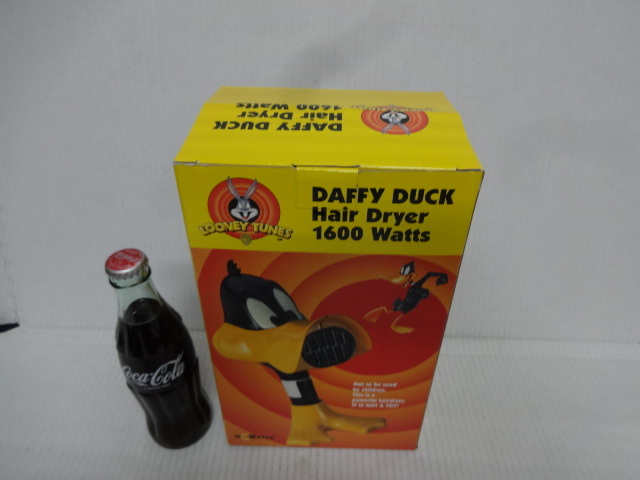 DAFFY DUCK
Hair Dryer
1600 Watts
LOONEY TUNES
DAFFY DUCK
Hair Dryer
1600 Watts
Coca-Cola
Not to be used
by children,
this is a
powerful hairdryer,
IT IS NOT A TOY!